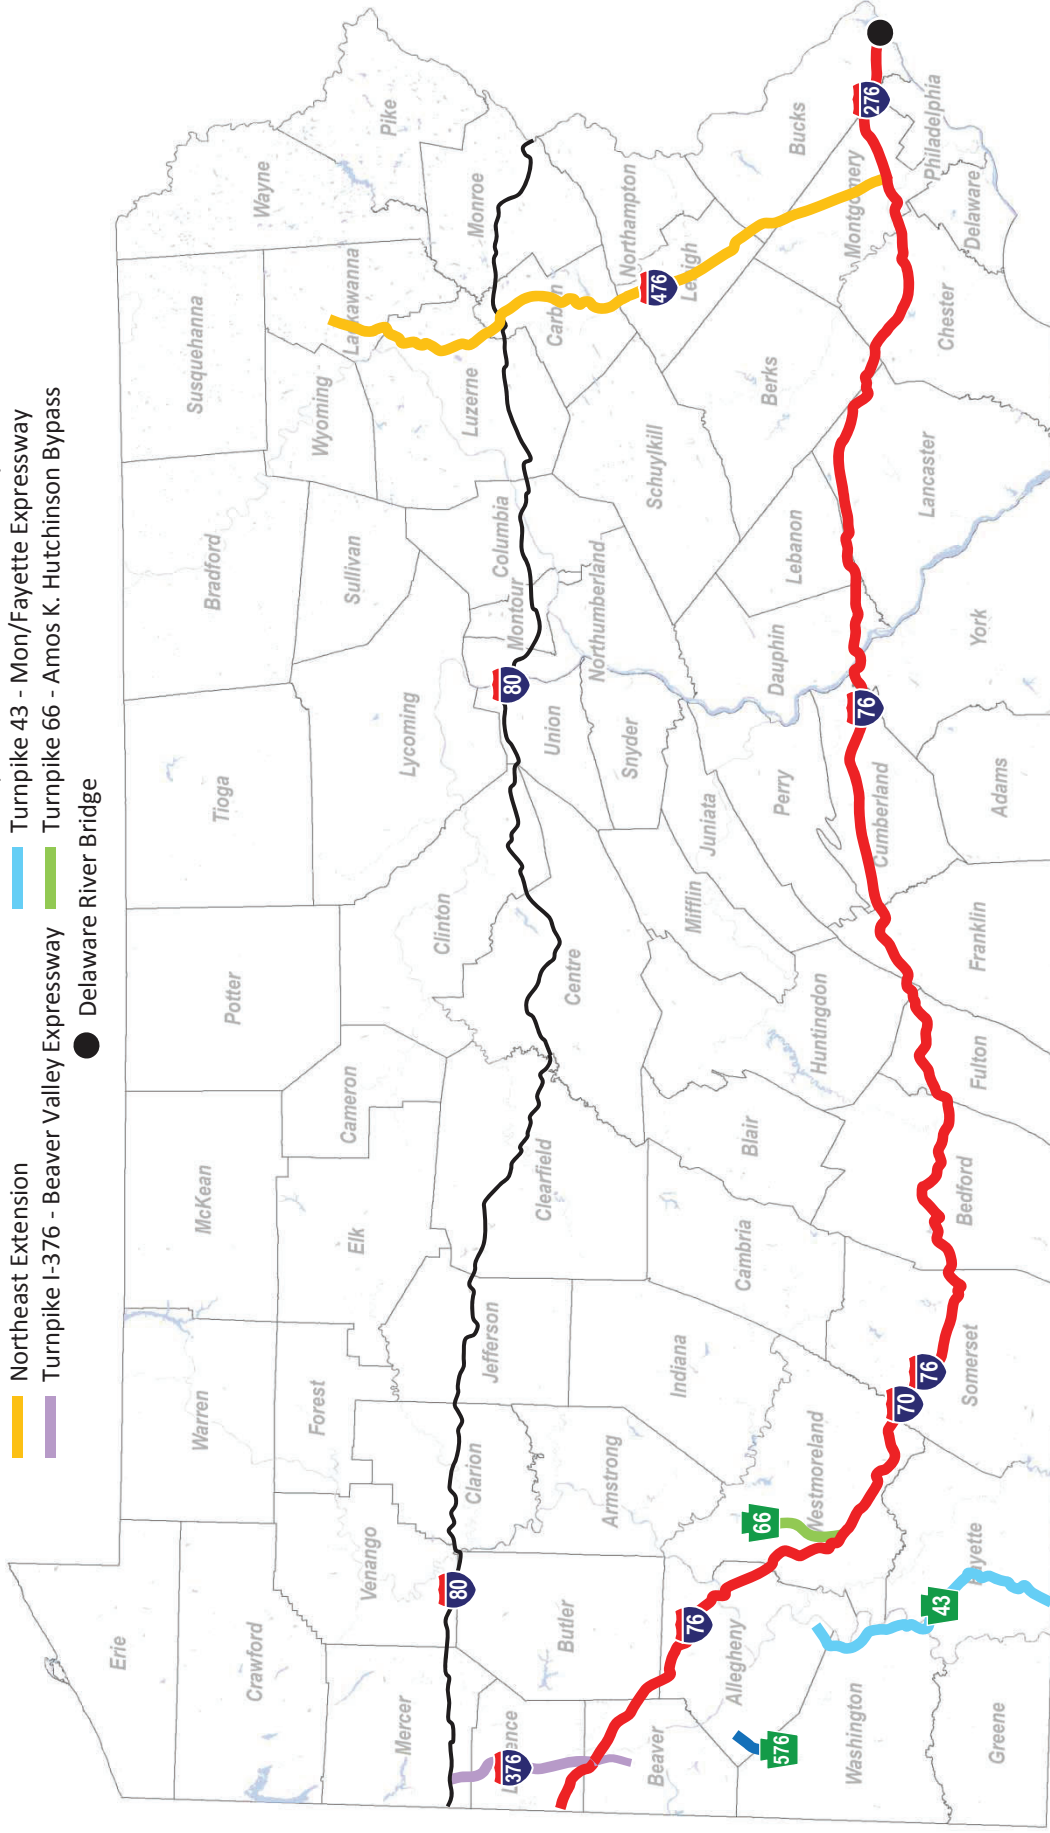 Northeast Extension
Turnpike 43 - Mon/Fayette Expressway
Turnpike I-376 - Beaver Valley Expressway
Turnpike 66 - Amos K. Hutchinson Bypass
Delaware River Bridge
Erie
Crawford
Mercer
Warren
McKean
Potter
Tioga
Bradford
Susquehanna
Wayne
Forest
Elk
Cameron
Sullivan
Wyoming
Lackawanna
Pike
Venango
Clinton
Lycoming
Luzerne
Monroe
80
Clarion
Jefferson
Clearfield
Centre
80
Montour
Columbia
Carbon
376
Lawrence
Butler
Armstrong
Union
Northumberland
Northampton
Snyder
Schuylkill
476
Lehigh
Beaver
76
Indiana
Mifflin
Juniata
Allegheny
66
Cambria
Blair
Huntingdon
Perry
Dauphin
Lebanon
Berks
Bucks
576
Westmoreland
Montgomery
276
Washington
43
70
76
Cumberland
76
Philadelphia
Greene
Fayette
Somerset
Bedford
Fulton
Franklin
Adams
York
Lancaster
Chester
Delaware